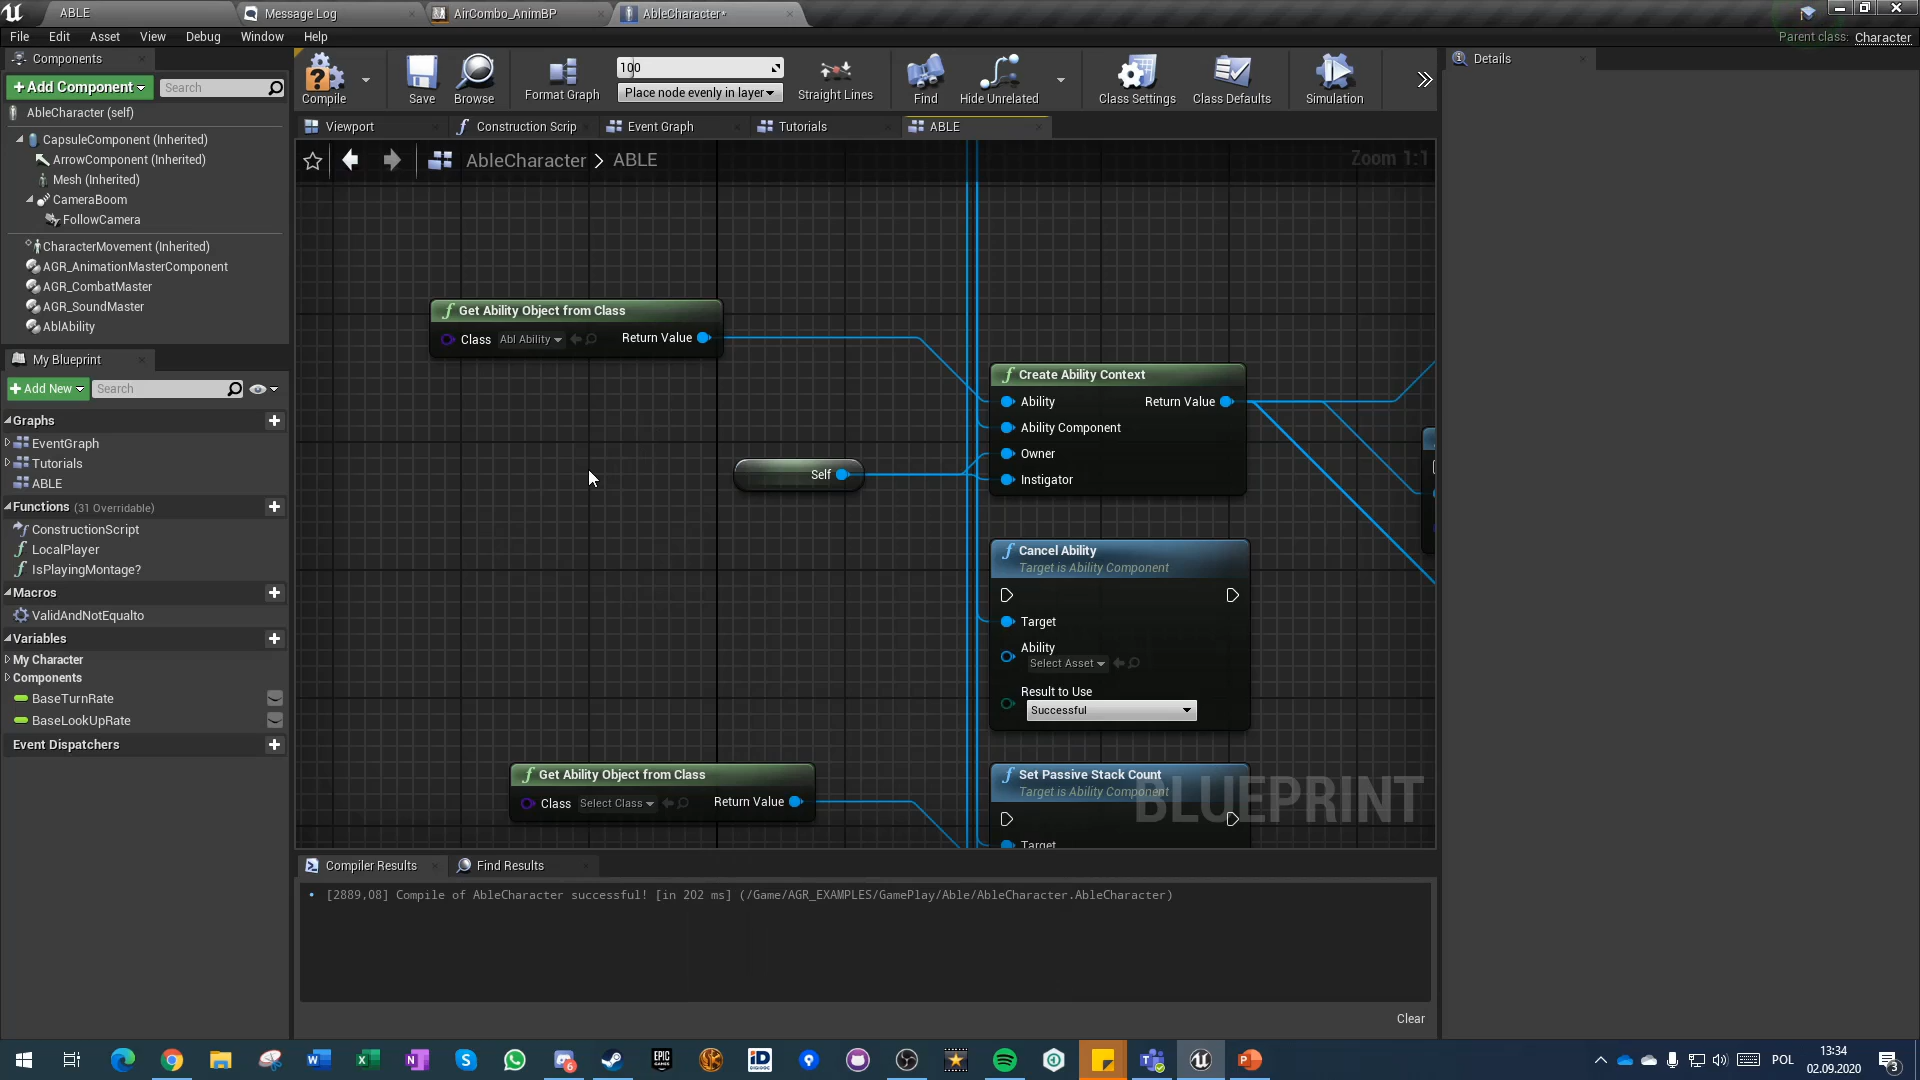 ABLE
Message Log
AirCombo_AnimBP
AbleCharacter*
File Edit Asset View Debug Window Help
Parent class: Character
Components
+Add Component
Search
AbleCharacter (self)
CapsuleComponent (Inherited)
ArrowComponent (Inherited)
Mesh (Inherited)
CameraBoom
FollowCamera
CharacterMovement (Inherited)
AGR_AnimationMasterComponent
AGR_CombatMaster
AGR_SoundMaster
AblAbility
My Blueprint
+Add New
Search
Graphs
EventGraph
Tutorials
ABLE
Functions (31 Overridable)
ConstructionScript
LocalPlayer
IsPlayingMontage?
Macros
ValidAndNotEqualto
Variables
My Character
Components
BaseTurnRate
BaseLookUpRate
Event Dispatchers
Compile
Save
Browse
Format Graph
100
Place node evenly in layer
Straight Lines
Find
Hide Unrelated
Class Settings
Class Defaults
Simulation
Viewport
Construction Scrip
Event Graph
Tutorials
ABLE
AbleCharacter > ABLE
Zoom 1:1
Get Ability Object from Class
Class Abl Ability
Return Value
Create Ability Context
Ability
Return Value
Ability Component
Owner
Instigator
Self
Cancel Ability
Target is Ability Component
Target
Ability
Select Asset
Result to Use
Successful
Get Ability Object from Class
Class Select Class
Return Value
Set Passive Stack Count
Target is Ability Component
Target
BLUEPRINT
Compiler Results
Find Results
[2889,08] Compile of AbleCharacter successful! [in 202 ms] (/Game/AGR_EXAMPLES/GamePlay/Able/AbleCharacter.AbleCharacter)
Clear
Details
POL
13:34
02.09.2020